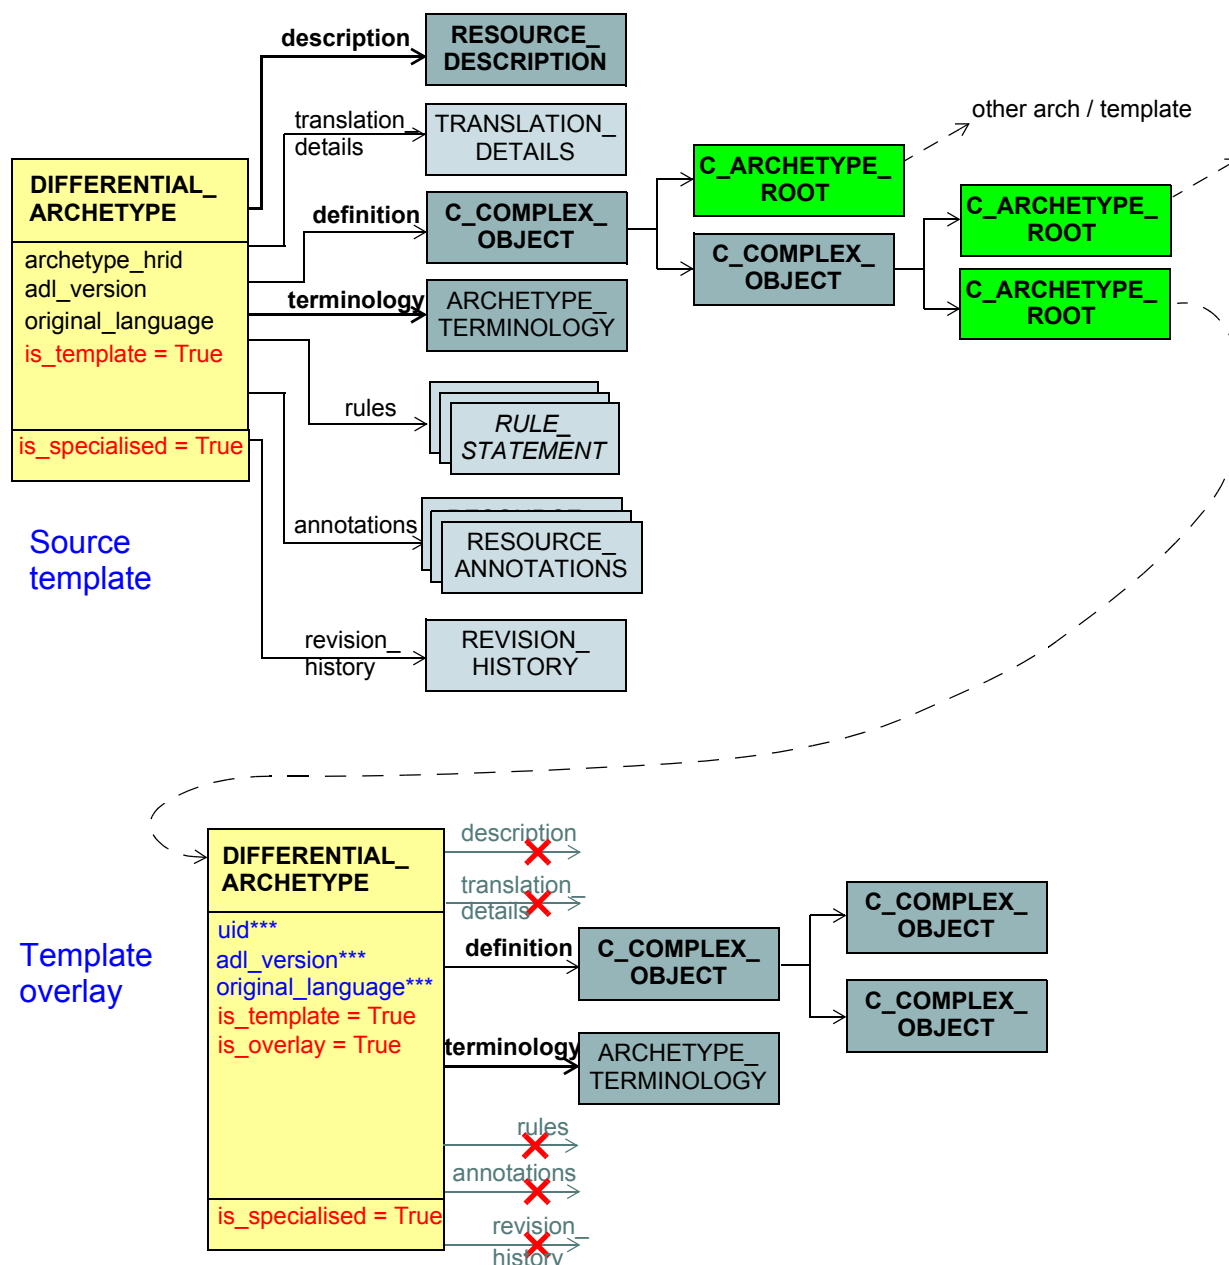 description
RESOURCE_
DESCRIPTION
translation_
details
TRANSLATION_
DETAILS
other arch / template
DIFFERENTIAL_
ARCHETYPE
archetype_hrid
adl_version
original_language
is_template = True
is_specialised = True
definition
C_COMPLEX_
OBJECT
C_ARCHETYPE_
ROOT
C_COMPLEX_
OBJECT
C_ARCHETYPE_
ROOT
C_ARCHETYPE_
ROOT
terminology
ARCHETYPE_
TERMINOLOGY
rules
RULE_
STATEMENT
annotations
RESOURCE_
ANNOTATIONS
revision_
history
REVISION_
HISTORY
Source
template
Template
overlay
DIFFERENTIAL_
ARCHETYPE
uid***
adl_version***
original_language***
is_template = True
is_overlay = True
is_specialised = True
description
translation_
details
definition
C_COMPLEX_
OBJECT
C_COMPLEX_
OBJECT
C_COMPLEX_
OBJECT
terminology
ARCHETYPE_
TERMINOLOGY
rules
annotations
revision_
history